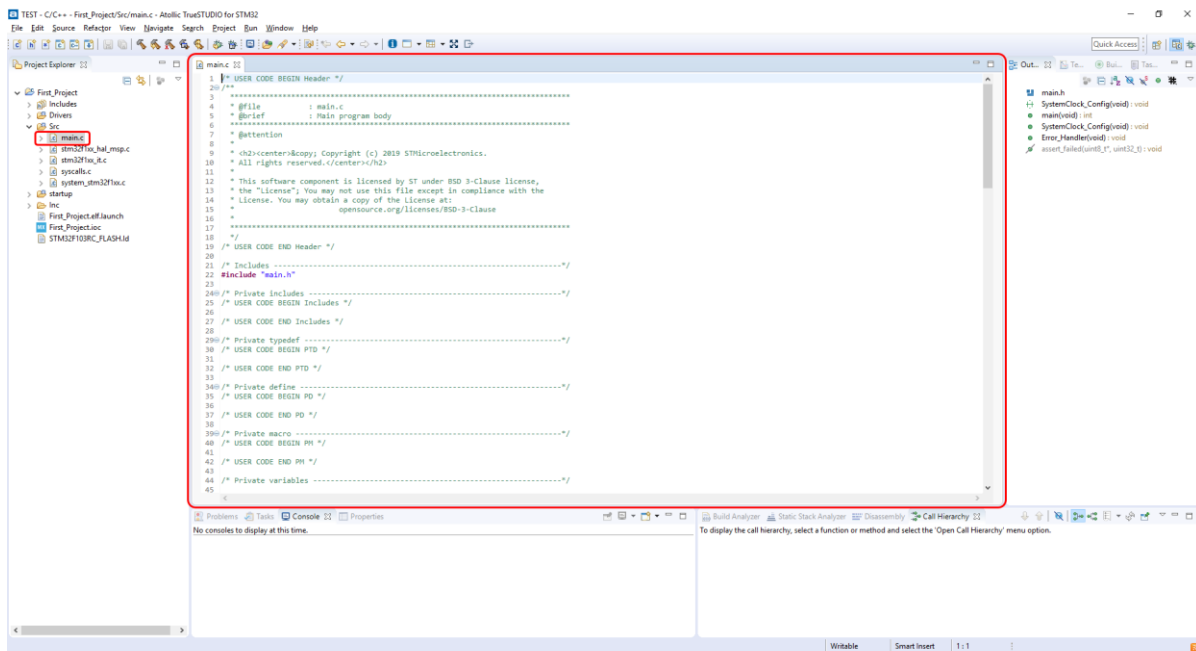 TEST - C/C++ - First_Project/Src/main.c - Atollic TrueSTUDIO for STM32
File Edit Source Refactor View Navigate Search Project Run Window Help
Quick Access
Project Explorer
First_Project
Includes
Drivers
Src
main.c
stm32f1xx_hal_msp.c
stm32f1xx_it.c
syscalls.c
system_stm32f1xx.c
startup
Inc
First_Project.elf.launch
First_Project.ioc
STM32F103RC_FLASH.ld
main.c
1 /* USER CODE BEGIN Header */
2 /**
3 ******************************************************************************
4 * @file : main.c
5 * @brief : Main program body
6 ******************************************************************************
7 * @attention
8 *
9 * <h2><center>&copy; Copyright (c) 2019 STMicroelectronics.
10 * All rights reserved.</center></h2>
11 *
12 * This software component is licensed by ST under BSD 3-Clause license,
13 * the "License"; You may not use this file except in compliance with the
14 * License. You may obtain a copy of the License at:
15 * opensource.org/licenses/BSD-3-Clause
16 *
17 ******************************************************************************
18 */
19 /* USER CODE END Header */
20
21 /* Includes ------------------------------------------------------------------*/
22 #include "main.h"
23
24 /* Private includes ----------------------------------------------------------*/
25 /* USER CODE BEGIN Includes */
26
27 /* USER CODE END Includes */
28
29 /* Private typedef -----------------------------------------------------------*/
30 /* USER CODE BEGIN PTD */
31
32 /* USER CODE END PTD */
33
34 /* Private define ------------------------------------------------------------*/
35 /* USER CODE BEGIN PD */
36
37 /* USER CODE END PD */
38
39 /* Private macro -------------------------------------------------------------*/
40 /* USER CODE BEGIN PM */
41
42 /* USER CODE END PM */
43
44 /* Private variables ---------------------------------------------------------*/
45
Out... Te... Bui... Tas...
main.h
SystemClock_Config(void) : void
main(void) : int
SystemClock_Config(void) : void
Error_Handler(void) : void
assert_failed(uint8_t*, uint32_t) : void
Problems Tasks Console Properties
No consoles to display at this time.
Build Analyzer Static Stack Analyzer Disassembly Call Hierarchy
To display the call hierarchy, select a function or method and select the 'Open Call Hierarchy' menu option.
Writable Smart Insert 1 : 1